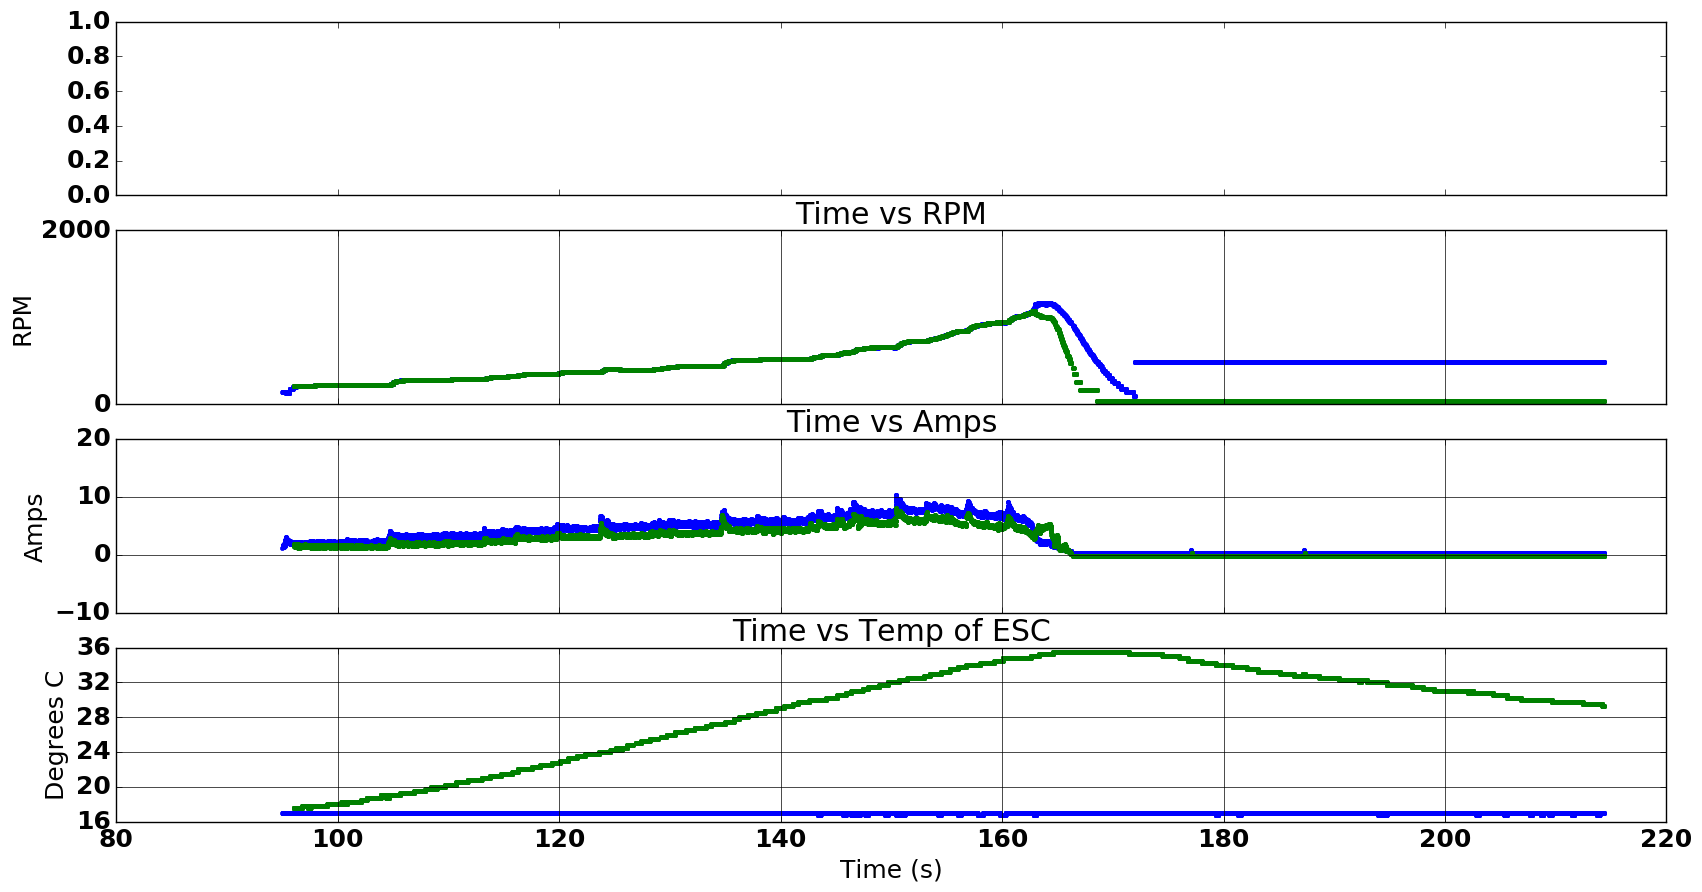 1.0
0.8
0.6
0.4
0.2
0.0
Time vs RPM
2000
RPM
0
Time vs Amps
20
10
Amps
0
−10
Time vs Temp of ESC
36
32
28
Degrees C
24
20
16
80 100 120 140 160 180 200 220
Time (s)